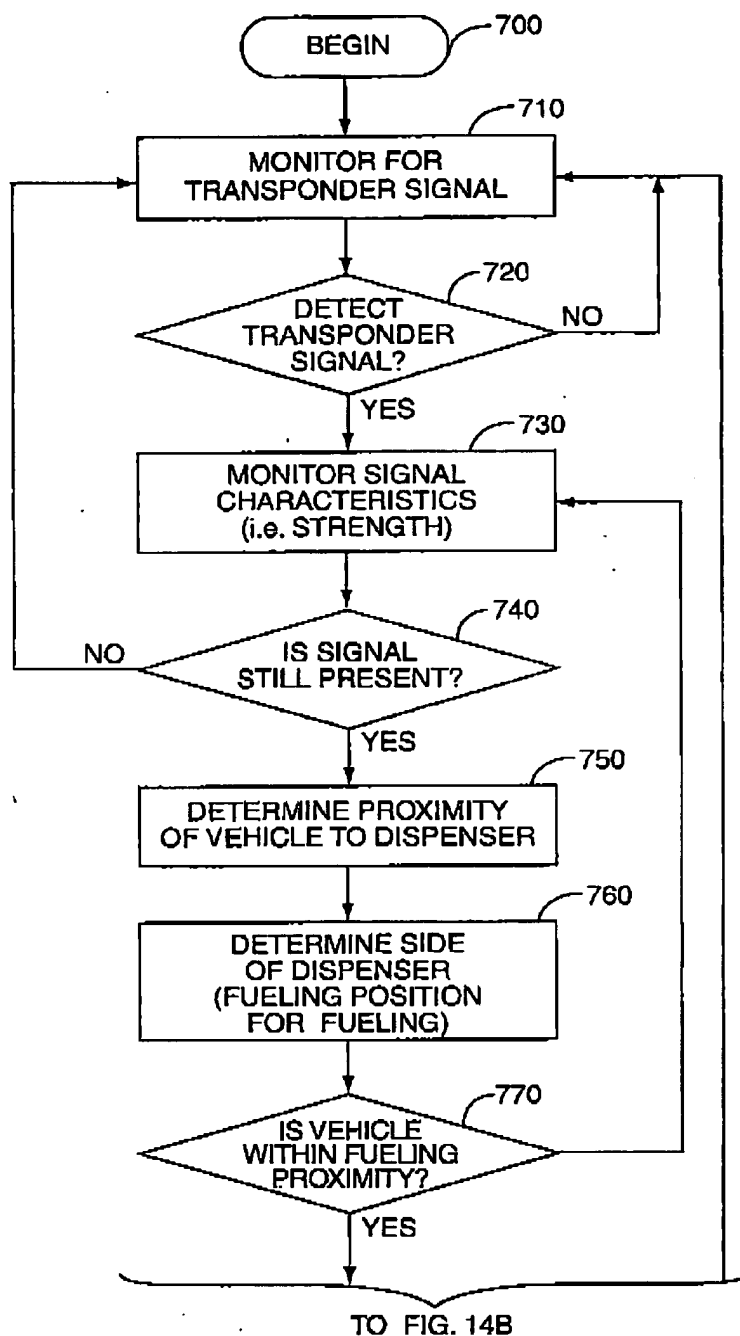 BEGIN
700
710
MONITOR FOR
TRANSPONDER SIGNAL
720
DETECT
TRANSPONDER
SIGNAL?
NO
YES
730
MONITOR SIGNAL
CHARACTERISTICS
(i.e. STRENGTH)
740
NO
IS SIGNAL
STILL PRESENT?
YES
750
DETERMINE PROXIMITY
OF VEHICLE TO DISPENSER
760
DETERMINE SIDE
OF DISPENSER
(FUELING POSITION
FOR FUELING)
770
IS VEHICLE
WITHIN FUELING
PROXIMITY?
YES
TO FIG. 14B